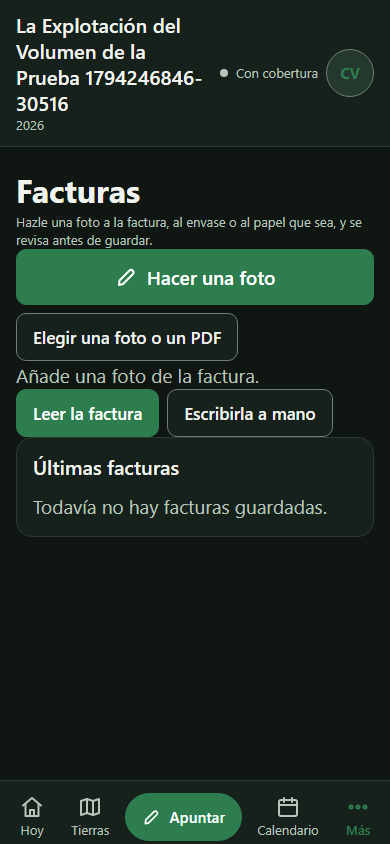 La Explotación del
Volumen de la
Prueba 1794246846-
30516
2026
Con cobertura
CV
Facturas
Hazle una foto a la factura, al envase o al papel que sea, y se
revisa antes de guardar.
Hacer una foto
Elegir una foto o un PDF
Añade una foto de la factura.
Leer la factura
Escribirla a mano
Últimas facturas
Todavía no hay facturas guardadas.
Hoy
Tierras
Apuntar
Calendario
Más